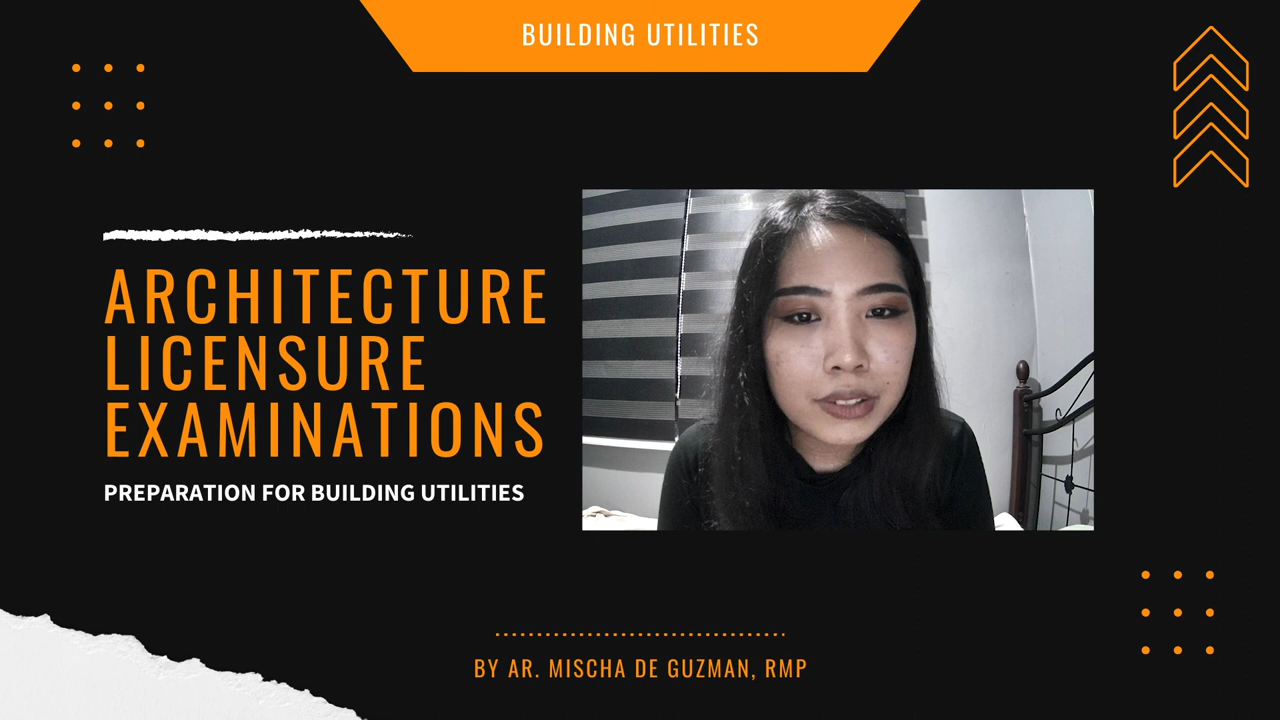 BUILDING UTILITIES
ARCHITECTURE
LICENSURE
EXAMINATIONS
PREPARATION FOR BUILDING UTILITIES
BY AR. MISCHA DE GUZMAN, RMP